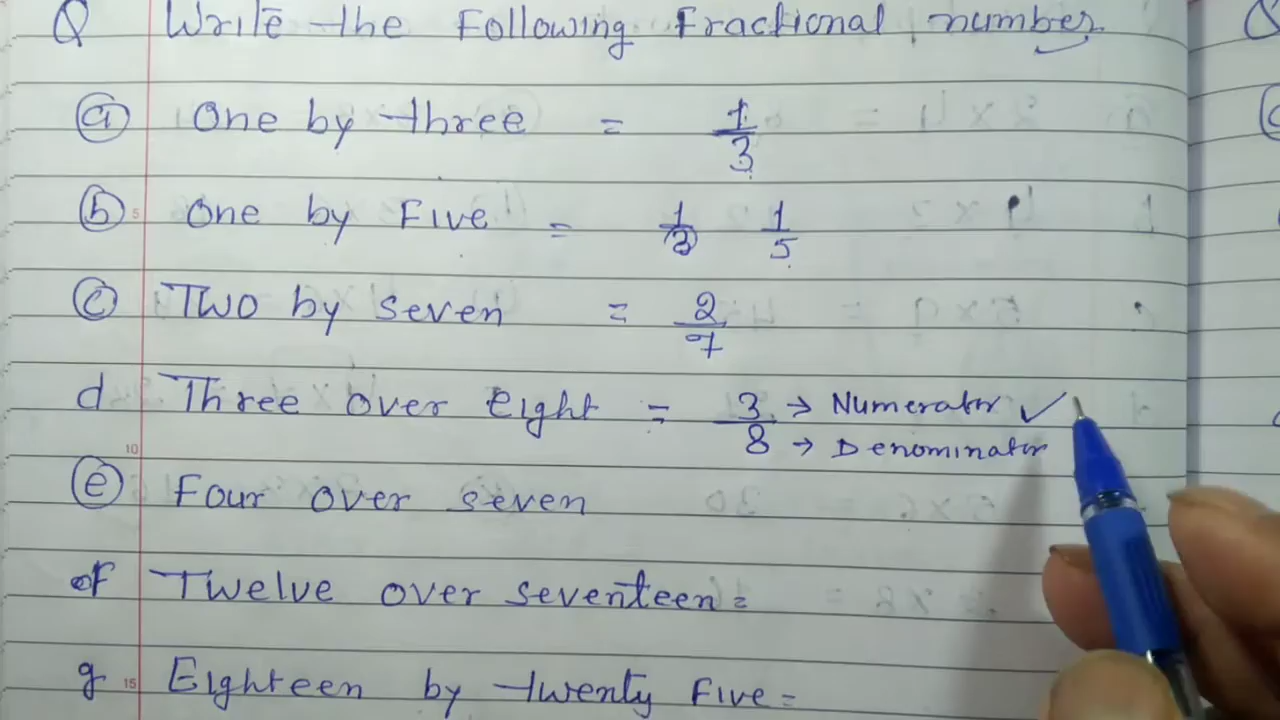 Q Write the Following Fractional number
(a) One by three = 1/3
(b) One by Five = 1/3 1/5
(c) Two by seven = 2/7
d Three over Eight = 3/8 → Numerator ✓
→ Denominator
(e) Four over seven
f Twelve over seventeen =
g Eighteen by twenty Five =